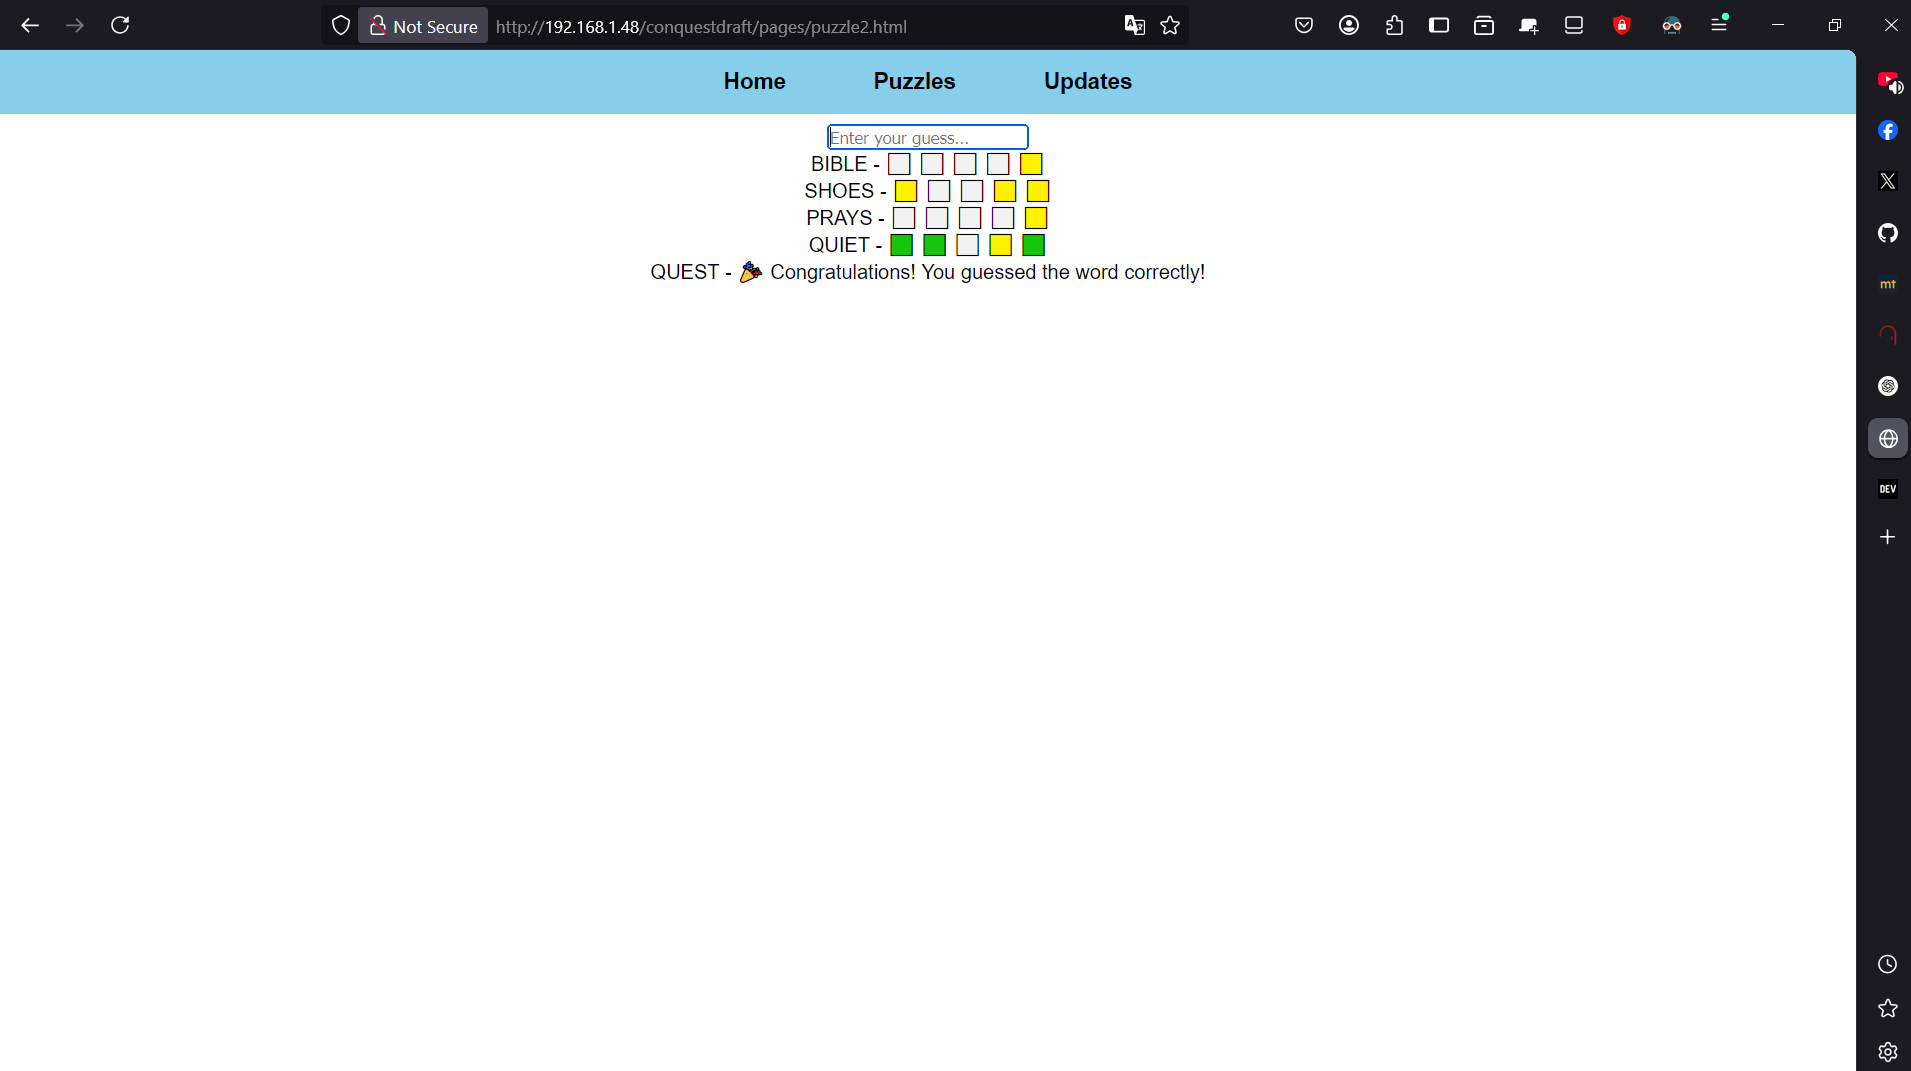 Not Secure
http://192.168.1.48/conquestdraft/pages/puzzle2.html
Home Puzzles Updates
Enter your guess...
BIBLE - ⬜ ⬜ ⬜ ⬜ 🟨
SHOES - 🟨 ⬜ ⬜ 🟨 🟨
PRAYS - ⬜ ⬜ ⬜ ⬜ 🟨
QUIET - 🟩 🟩 ⬜ 🟨 🟩
QUEST - 🎉 Congratulations! You guessed the word correctly!
mt
DEV